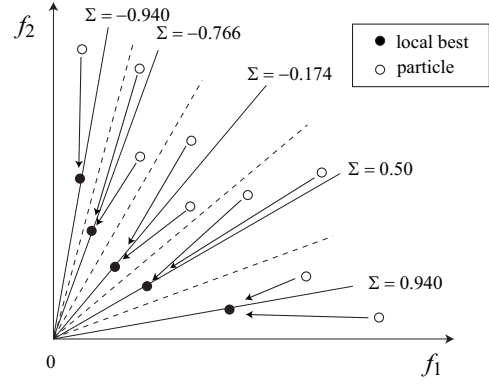 f₂
Σ = −0.940
Σ = −0.766
Σ = −0.174
local best
particle
Σ = 0.50
Σ = 0.940
0
f₁